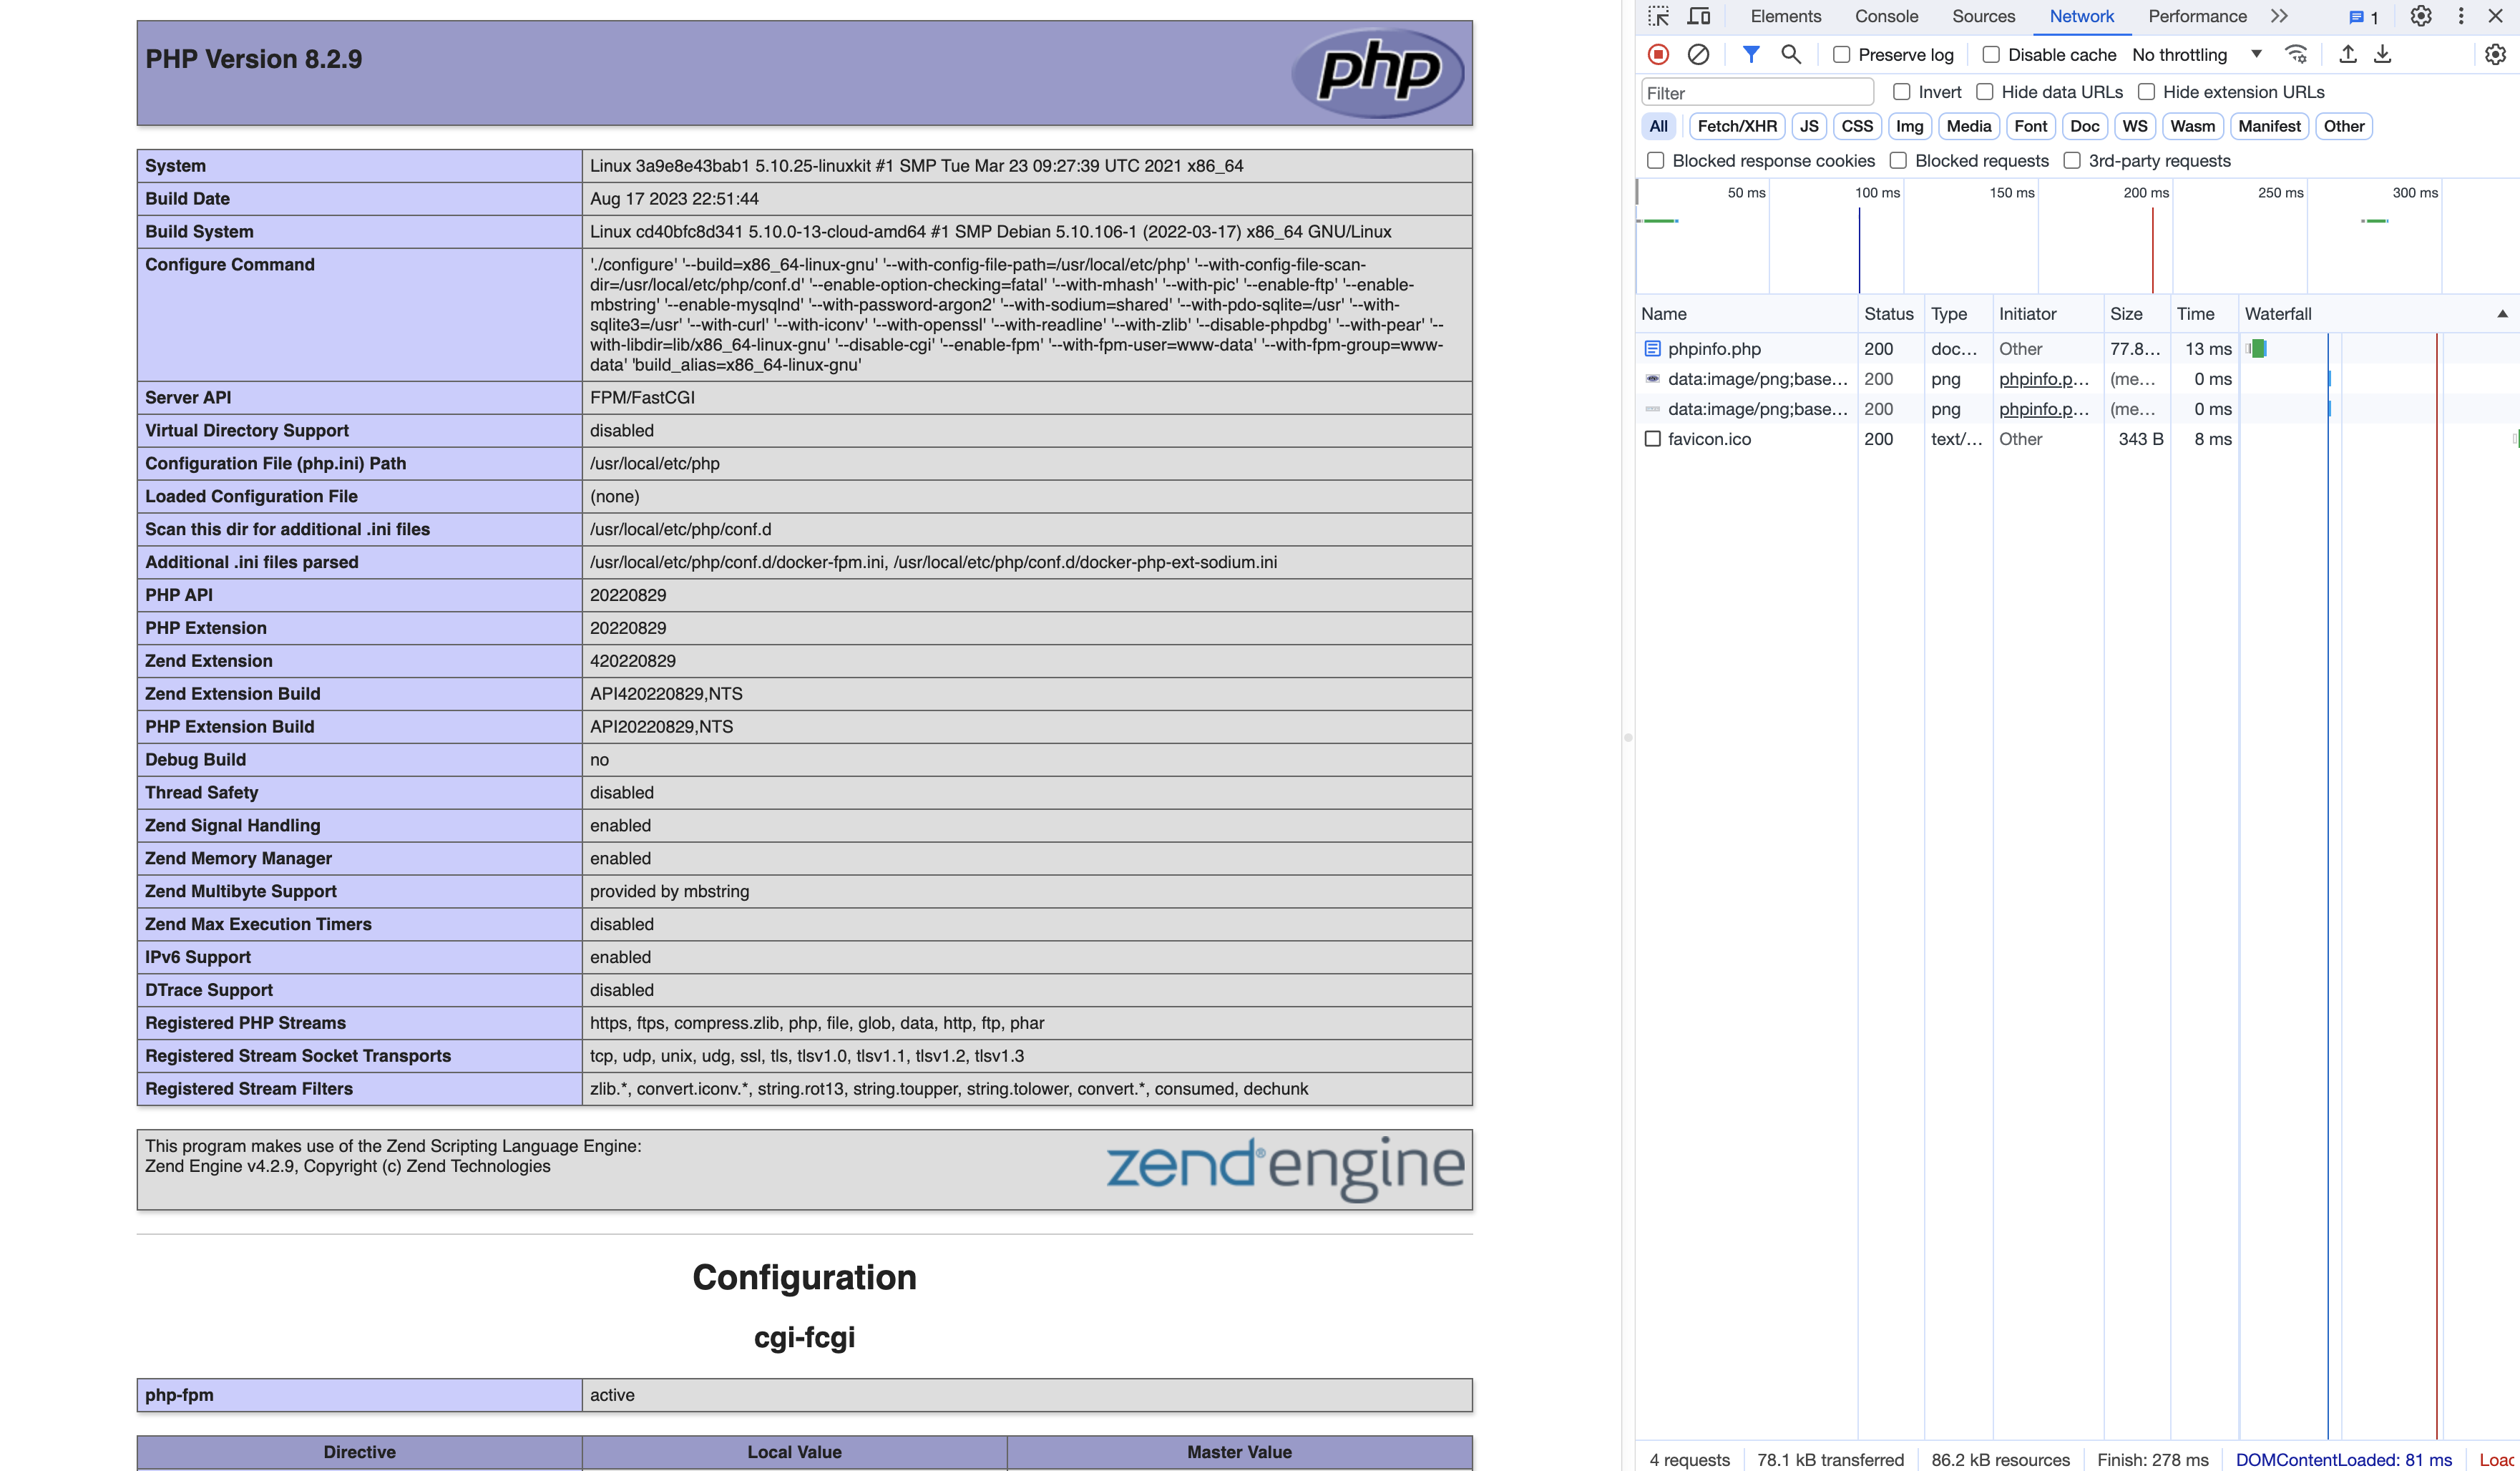 PHP Version 8.2.9
php
System Linux 3a9e8e43bab1 5.10.25-linuxkit #1 SMP Tue Mar 23 09:27:39 UTC 2021 x86_64
Build Date Aug 17 2023 22:51:44
Build System Linux cd40bfc8d341 5.10.0-13-cloud-amd64 #1 SMP Debian 5.10.106-1 (2022-03-17) x86_64 GNU/Linux
Configure Command './configure' '--build=x86_64-linux-gnu' '--with-config-file-path=/usr/local/etc/php' '--with-config-file-scan-
dir=/usr/local/etc/php/conf.d' '--enable-option-checking=fatal' '--with-mhash' '--with-pic' '--enable-ftp' '--enable-
mbstring' '--enable-mysqlnd' '--with-password-argon2' '--with-sodium=shared' '--with-pdo-sqlite=/usr' '--with-
sqlite3=/usr' '--with-curl' '--with-iconv' '--with-openssl' '--with-readline' '--with-zlib' '--disable-phpdbg' '--with-pear' '--
with-libdir=lib/x86_64-linux-gnu' '--disable-cgi' '--enable-fpm' '--with-fpm-user=www-data' '--with-fpm-group=www-
data' 'build_alias=x86_64-linux-gnu'
Server API FPM/FastCGI
Virtual Directory Support disabled
Configuration File (php.ini) Path /usr/local/etc/php
Loaded Configuration File (none)
Scan this dir for additional .ini files /usr/local/etc/php/conf.d
Additional .ini files parsed /usr/local/etc/php/conf.d/docker-fpm.ini, /usr/local/etc/php/conf.d/docker-php-ext-sodium.ini
PHP API 20220829
PHP Extension 20220829
Zend Extension 420220829
Zend Extension Build API420220829,NTS
PHP Extension Build API20220829,NTS
Debug Build no
Thread Safety disabled
Zend Signal Handling enabled
Zend Memory Manager enabled
Zend Multibyte Support provided by mbstring
Zend Max Execution Timers disabled
IPv6 Support enabled
DTrace Support disabled
Registered PHP Streams https, ftps, compress.zlib, php, file, glob, data, http, ftp, phar
Registered Stream Socket Transports tcp, udp, unix, udg, ssl, tls, tlsv1.0, tlsv1.1, tlsv1.2, tlsv1.3
Registered Stream Filters zlib.*, convert.iconv.*, string.rot13, string.toupper, string.tolower, convert.*, consumed, dechunk
This program makes use of the Zend Scripting Language Engine:
Zend Engine v4.2.9, Copyright (c) Zend Technologies
zend® engine
Configuration
cgi-fcgi
php-fpm active
Directive Local Value Master Value
Elements Console Sources Network Performance 1
Preserve log Disable cache No throttling
Filter Invert Hide data URLs Hide extension URLs
All Fetch/XHR JS CSS Img Media Font Doc WS Wasm Manifest Other
Blocked response cookies Blocked requests 3rd-party requests
50 ms 100 ms 150 ms 200 ms 250 ms 300 ms
Name Status Type Initiator Size Time Waterfall
phpinfo.php 200 doc... Other 77.8... 13 ms
data:image/png;base... 200 png phpinfo.p... (me... 0 ms
data:image/png;base... 200 png phpinfo.p... (me... 0 ms
favicon.ico 200 text/... Other 343 B 8 ms
4 requests 78.1 kB transferred 86.2 kB resources Finish: 278 ms DOMContentLoaded: 81 ms Loac